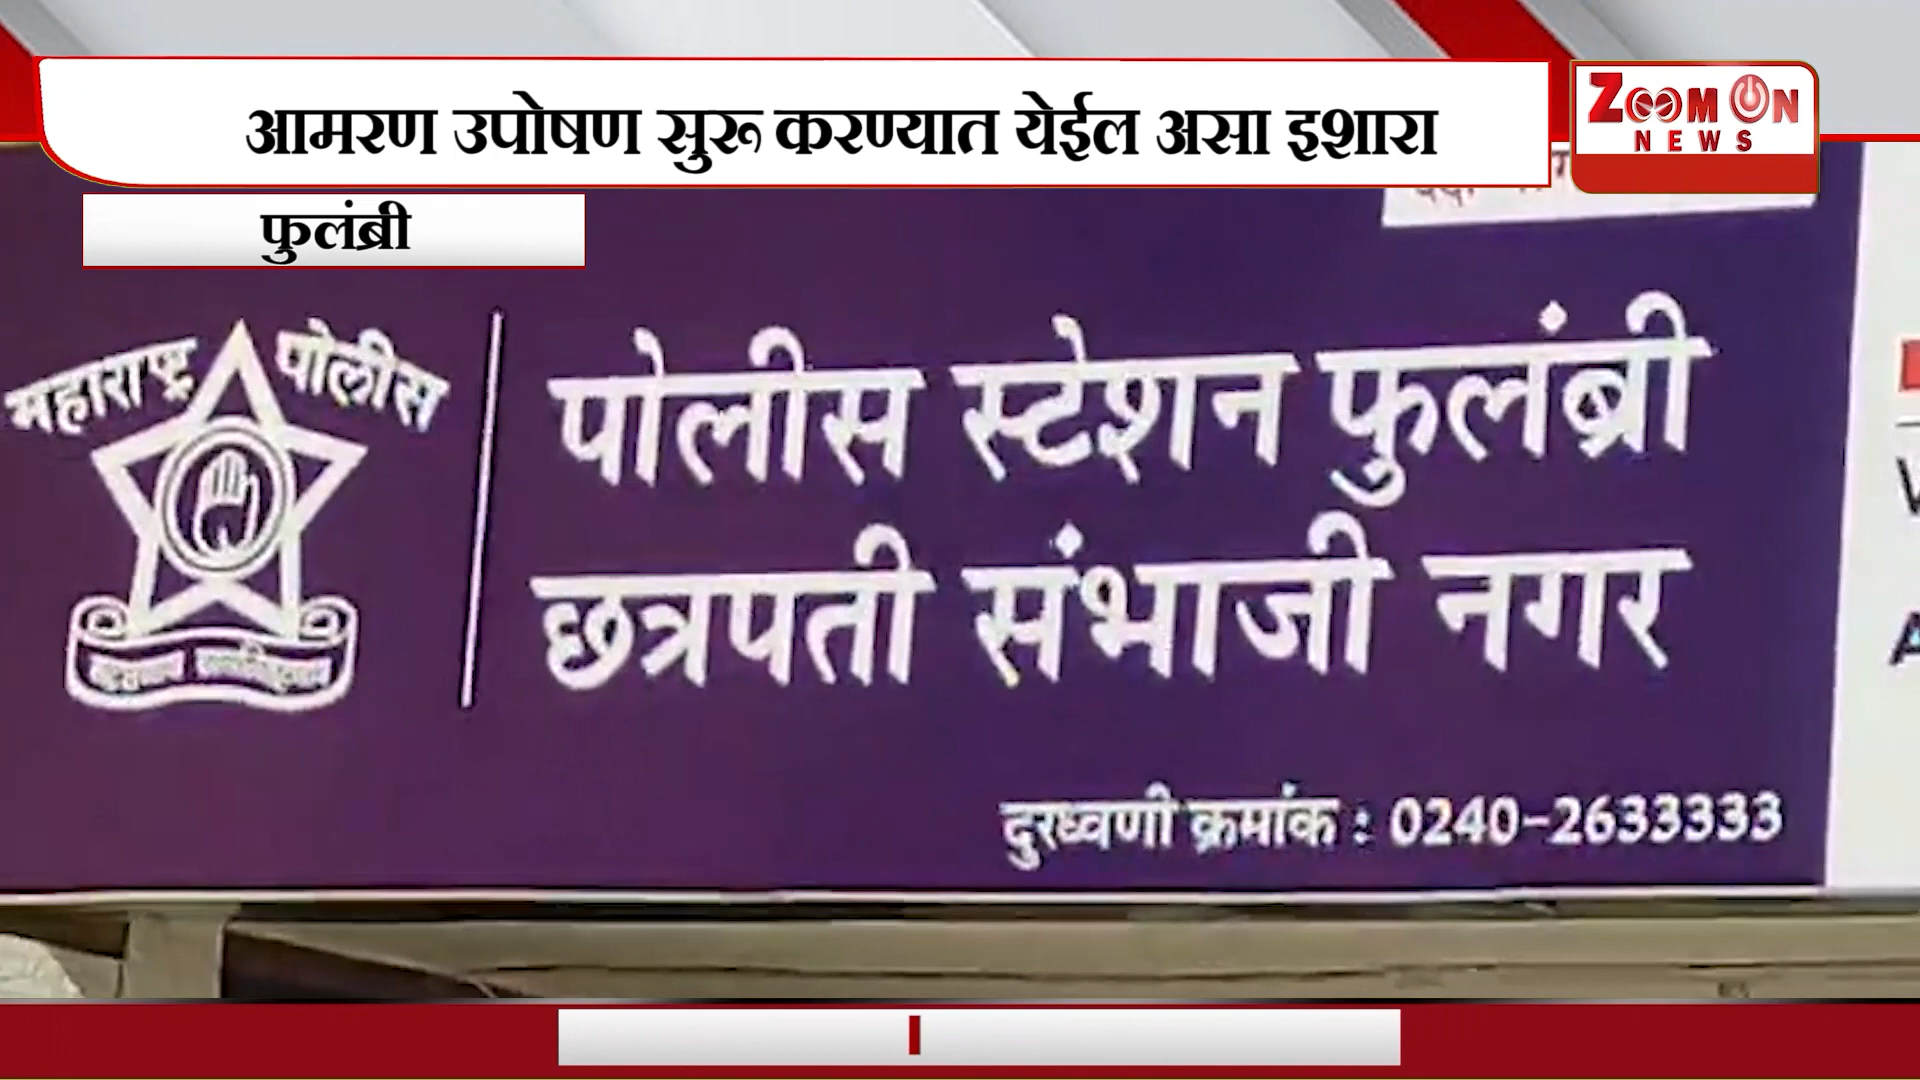 आमरण उपोषण सुरू करण्यात येईल असा इशारा
ZOOM ON
NEWS
फुलंब्री
महाराष्ट्र पोलीस
पोलीस स्टेशन फुलंब्री
छत्रपती संभाजी नगर
दुरध्वणी क्रमांक : 0240-2633333